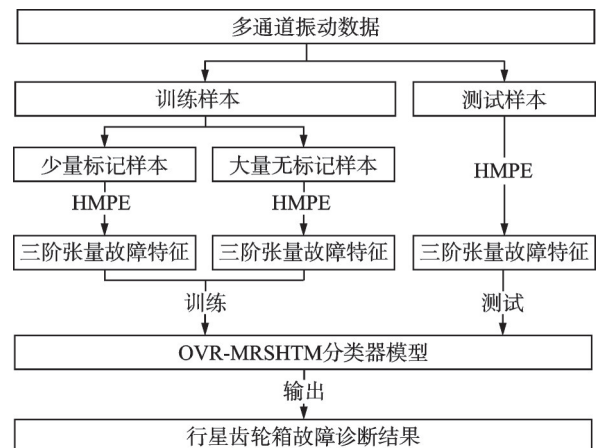 多通道振动数据
训练样本
测试样本
少量标记样本
大量无标记样本
HMPE
HMPE
HMPE
三阶张量故障特征
三阶张量故障特征
三阶张量故障特征
训练
测试
OVR-MRSHTM分类器模型
输出
行星齿轮箱故障诊断结果